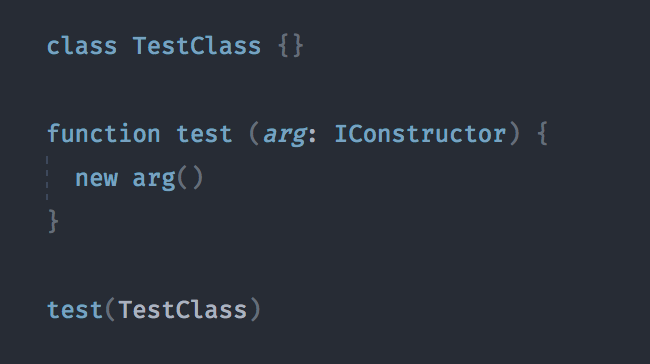 class TestClass {}
function test (arg: IConstructor) {
new arg()
}
test(TestClass)